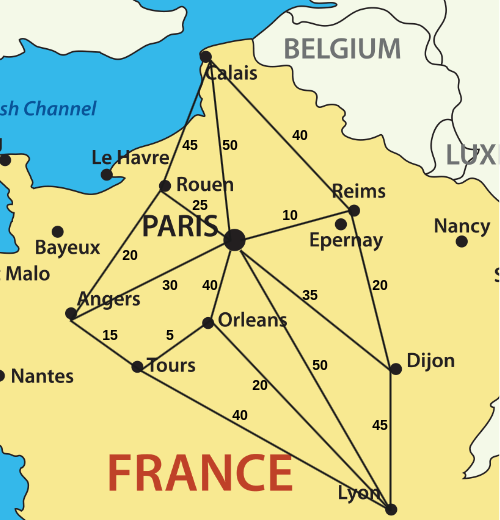 BELGIUM
Calais
sh Channel
45
50
40
Le Havre
LUX
Rouen
Reims
25
10
PARIS
Epernay
Nancy
Bayeux
20
Malo
30
40
35
20
Angers
Orleans
15
5
Tours
Dijon
50
Nantes
20
40
45
FRANCE
Lyon